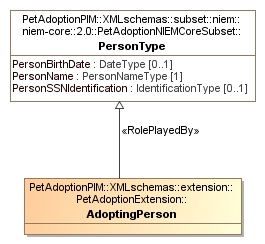 PetAdoptionPIM::XMLschemas::subset::niem::
niem-core::2.0::PetAdoptionNIEMCoreSubset::
PersonType
PersonBirthDate : DateType [0..1]
PersonName : PersonNameType [1]
PersonSSNIdentification : IdentificationType [0..1]
«RolePlayedBy»
PetAdoptionPIM::XMLschemas::extension::
PetAdoptionExtension::
AdoptingPerson